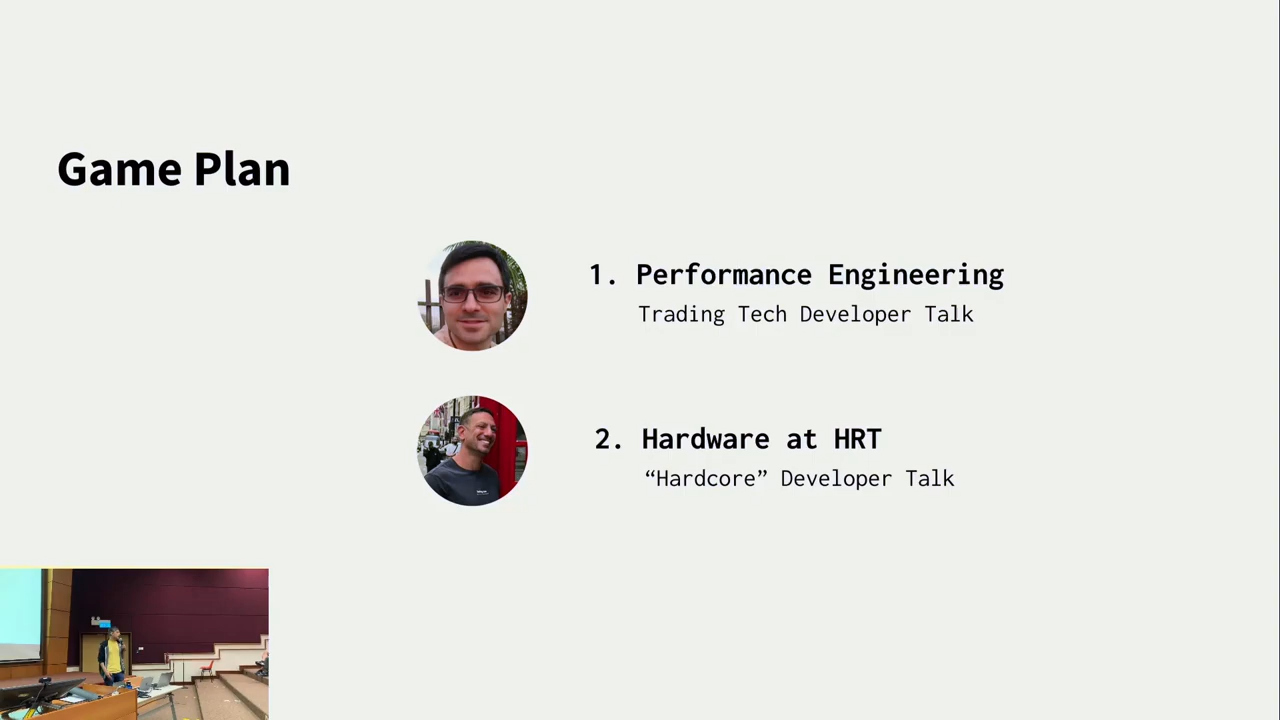 Game Plan
1. Performance Engineering
Trading Tech Developer Talk
2. Hardware at HRT
“Hardcore” Developer Talk